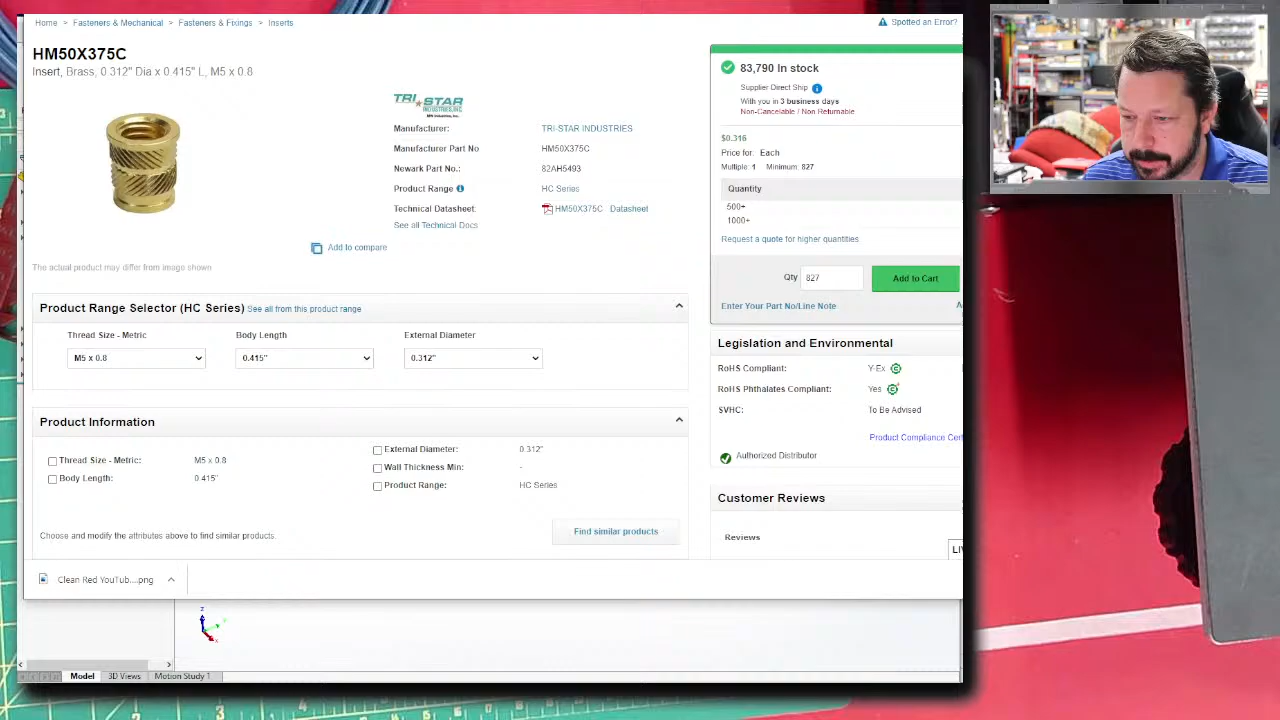 Home > Fasteners & Mechanical > Fasteners & Fixings > Inserts
Spotted an Error?
HM50X375C
Insert, Brass, 0.312" Dia x 0.415" L, M5 x 0.8
TRI STAR
INDUSTRIES, INC.
Manufacturer: TRI-STAR INDUSTRIES
Manufacturer Part No HM50X375C
Newark Part No.: 82AH5493
Product Range HC Series
Technical Datasheet: HM50X375C Datasheet
See all Technical Docs
Add to compare
The actual product may differ from image shown
83,790 In stock
Supplier Direct Ship
With you in 3 business days
Non-Cancelable / Non Returnable
$0.316
Price for: Each
Multiple: 1 Minimum: 827
Quantity
500+
1000+
Request a quote for higher quantities
Qty 827 Add to Cart
Enter Your Part No/Line Note
Product Range Selector (HC Series) See all from this product range
Thread Size - Metric Body Length External Diameter
M5 x 0.8 0.415" 0.312"
Product Information
Thread Size - Metric: M5 x 0.8
Body Length: 0.415"
External Diameter: 0.312"
Wall Thickness Min: -
Product Range: HC Series
Choose and modify the attributes above to find similar products.
Find similar products
Legislation and Environmental
RoHS Compliant: Y-Ex
RoHS Phthalates Compliant: Yes
SVHC: To Be Advised
Product Compliance Cert
Authorized Distributor
Customer Reviews
Reviews
LI
Clean Red YouTub....png
z
x
Model 3D Views Motion Study 1
2 3 4 5 6